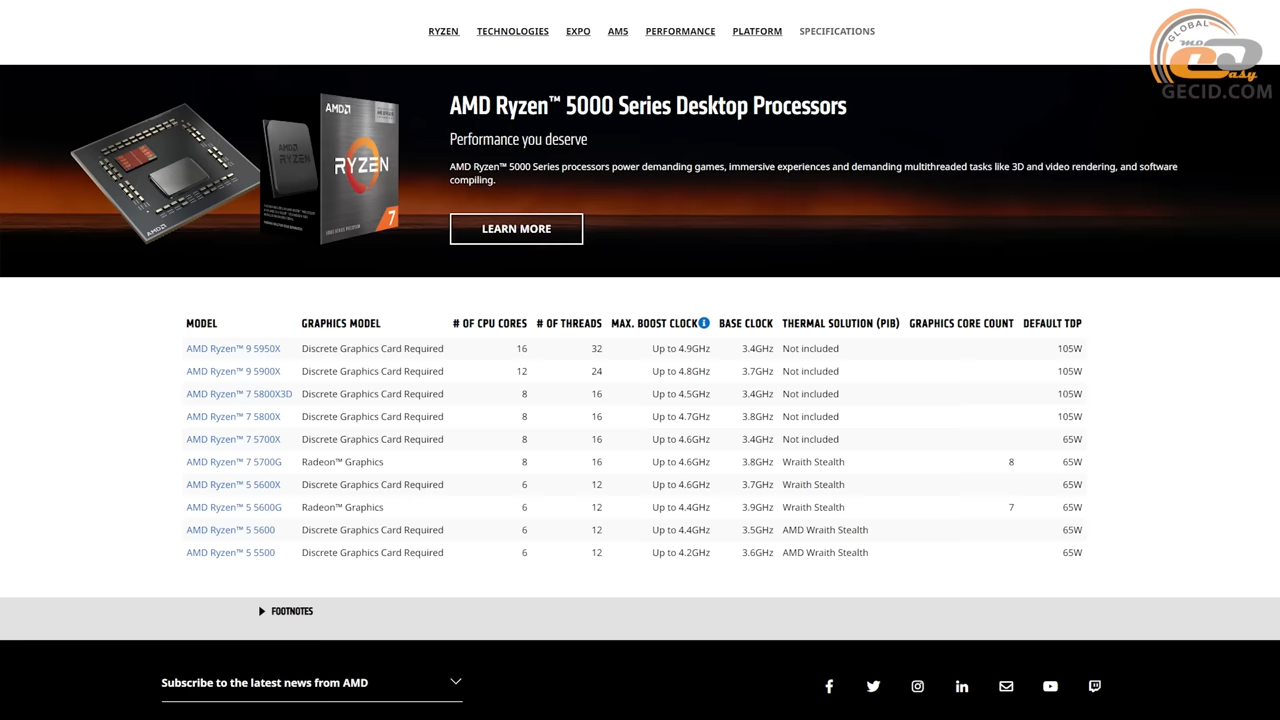 RYZEN TECHNOLOGIES EXPO AM5 PERFORMANCE PLATFORM SPECIFICATIONS
GLOBAL
easy
GECID.COM
AMD Ryzen™ 5000 Series Desktop Processors
Performance you deserve
AMD Ryzen™ 5000 Series processors power demanding games, immersive experiences and demanding multithreaded tasks like 3D and video rendering, and software
compiling.
LEARN MORE
AMD
AMD
RYZEN
AMD
RYZEN
7
MODEL GRAPHICS MODEL # OF CPU CORES # OF THREADS MAX. BOOST CLOCK BASE CLOCK THERMAL SOLUTION (PIB) GRAPHICS CORE COUNT DEFAULT TDP
AMD Ryzen™ 9 5950X Discrete Graphics Card Required 16 32 Up to 4.9GHz 3.4GHz Not included 105W
AMD Ryzen™ 9 5900X Discrete Graphics Card Required 12 24 Up to 4.8GHz 3.7GHz Not included 105W
AMD Ryzen™ 7 5800X3D Discrete Graphics Card Required 8 16 Up to 4.5GHz 3.4GHz Not included 105W
AMD Ryzen™ 7 5800X Discrete Graphics Card Required 8 16 Up to 4.7GHz 3.8GHz Not included 105W
AMD Ryzen™ 7 5700X Discrete Graphics Card Required 8 16 Up to 4.6GHz 3.4GHz Not included 65W
AMD Ryzen™ 7 5700G Radeon™ Graphics 8 16 Up to 4.6GHz 3.8GHz Wraith Stealth 8 65W
AMD Ryzen™ 5 5600X Discrete Graphics Card Required 6 12 Up to 4.6GHz 3.7GHz Wraith Stealth 65W
AMD Ryzen™ 5 5600G Radeon™ Graphics 6 12 Up to 4.4GHz 3.9GHz Wraith Stealth 7 65W
AMD Ryzen™ 5 5600 Discrete Graphics Card Required 6 12 Up to 4.4GHz 3.5GHz AMD Wraith Stealth 65W
AMD Ryzen™ 5 5500 Discrete Graphics Card Required 6 12 Up to 4.2GHz 3.6GHz AMD Wraith Stealth 65W
FOOTNOTES
Subscribe to the latest news from AMD